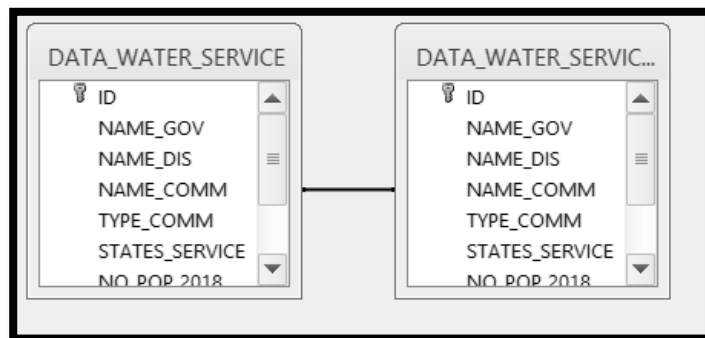 DATA_WATER_SERVICE
ID
NAME_GOV
NAME_DIS
NAME_COMM
TYPE_COMM
STATES_SERVICE
NO_POP_2018
DATA_WATER_SERVIC...
ID
NAME_GOV
NAME_DIS
NAME_COMM
TYPE_COMM
STATES_SERVICE
NO_POP_2018